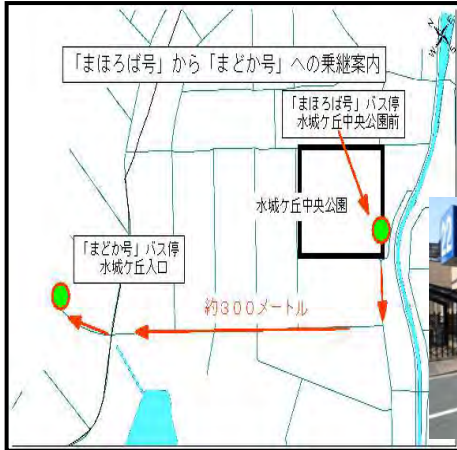 「まほろば号」から「まどか号」への乗継案内
「まほろば号」バス停
水城ケ丘中央公園前
水城ケ丘中央公園
「まどか号」バス停
水城ケ丘入口
約300メートル
N
E
W
S
22